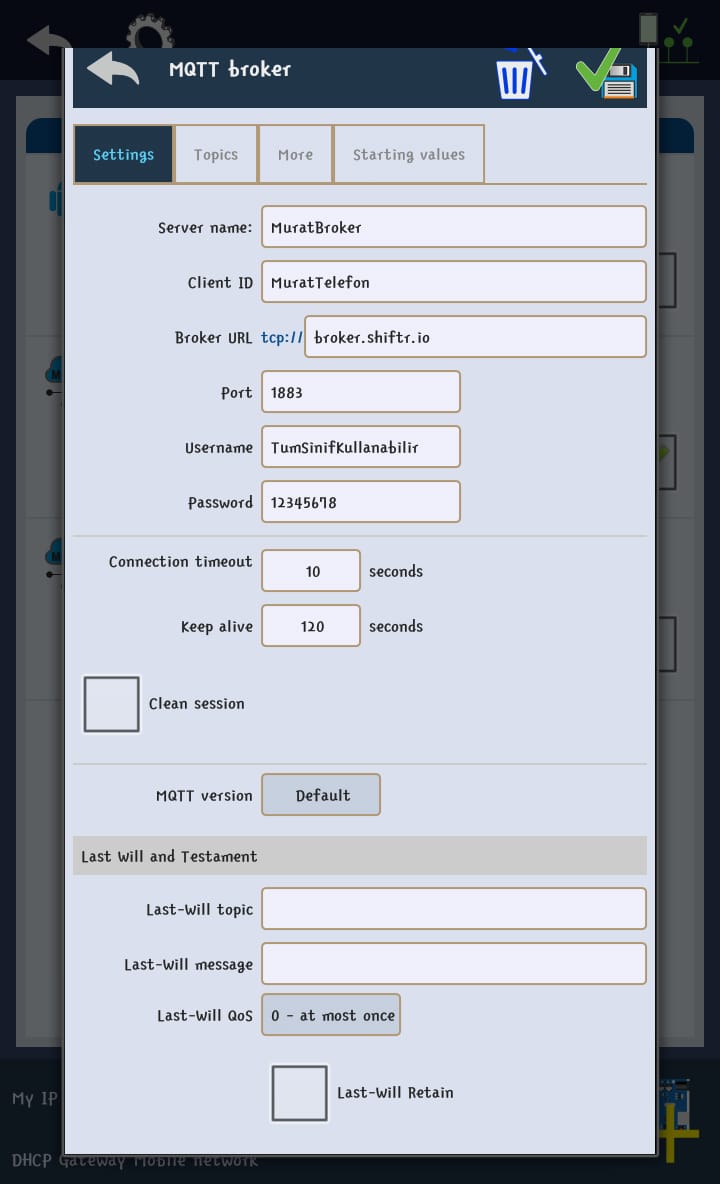 MQTT broker
Settings Topics More Starting values
Server name: MuratBroker
Client ID MuratTelefon
Broker URL tcp:// broker.shiftr.io
Port 1883
Username TumSinifKullanabilir
Password 12345678
Connection timeout 10 seconds
Keep alive 120 seconds
Clean session
MQTT version Default
Last Will and Testament
Last-Will topic
Last-Will message
Last-Will QoS 0 - at most once
Last-Will Retain
My IP
DHCP Gateway Mobile network